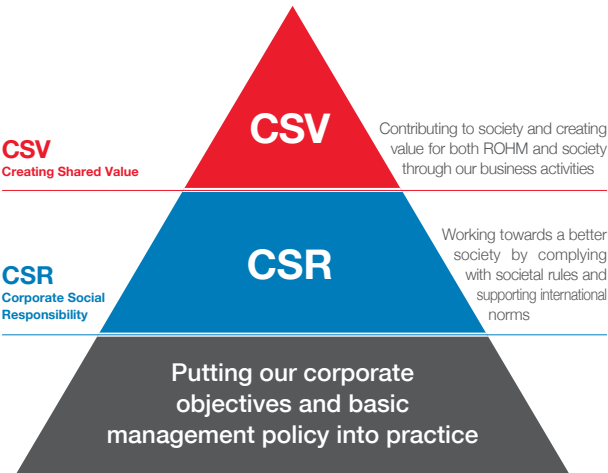 CSV
Contributing to society and creating
value for both ROHM and society
through our business activities
CSV
Creating Shared Value
CSR
Working towards a better
society by complying
with societal rules and
supporting international
norms
CSR
Corporate Social
Responsibility
Putting our corporate
objectives and basic
management policy into practice